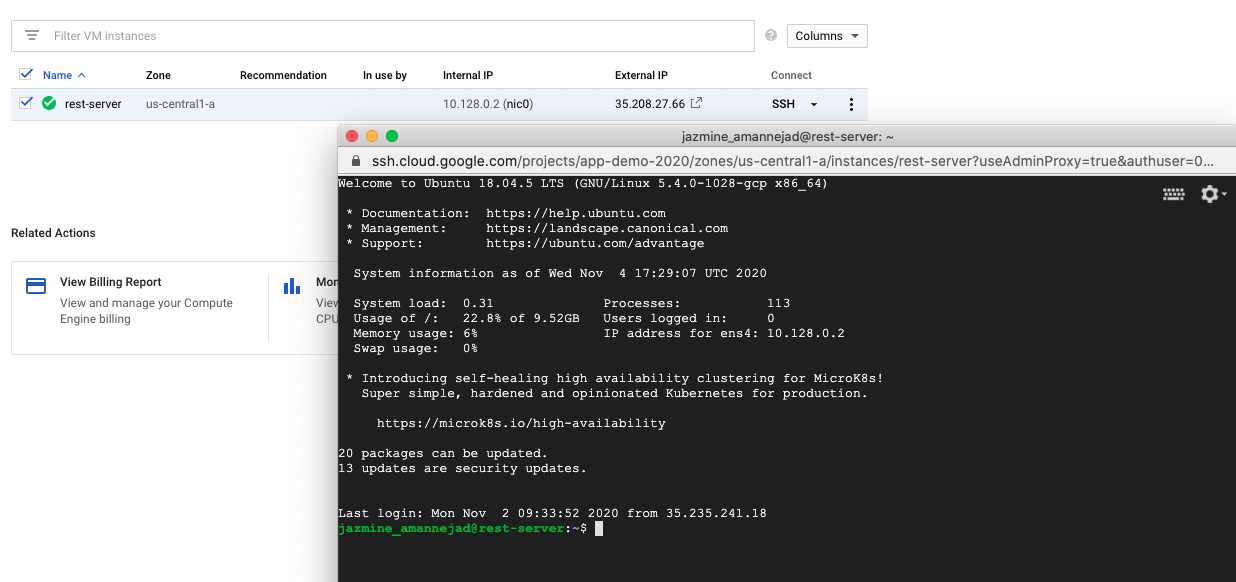 Filter VM instances
Columns
Name Zone Recommendation In use by Internal IP External IP Connect
rest-server us-central1-a 10.128.0.2 (nic0) 35.208.27.66 SSH
jazmine_amannejad@rest-server: ~
ssh.cloud.google.com/projects/app-demo-2020/zones/us-central1-a/instances/rest-server?useAdminProxy=true&authuser=0...
Related Actions
View Billing Report
View and manage your Compute
Engine billing
Mon
View
CPU
Welcome to Ubuntu 18.04.5 LTS (GNU/Linux 5.4.0-1028-gcp x86_64)
* Documentation:  https://help.ubuntu.com
* Management:     https://landscape.canonical.com
* Support:        https://ubuntu.com/advantage
System information as of Wed Nov  4 17:29:07 UTC 2020
System load:  0.31              Processes:           113
Usage of /:   22.8% of 9.52GB   Users logged in:     0
Memory usage: 6%                IP address for ens4: 10.128.0.2
Swap usage:   0%
* Introducing self-healing high availability clustering for MicroK8s!
Super simple, hardened and opinionated Kubernetes for production.
https://microk8s.io/high-availability
20 packages can be updated.
13 updates are security updates.
Last login: Mon Nov  2 09:33:52 2020 from 35.235.241.18
jazmine_amannejad@rest-server:~$